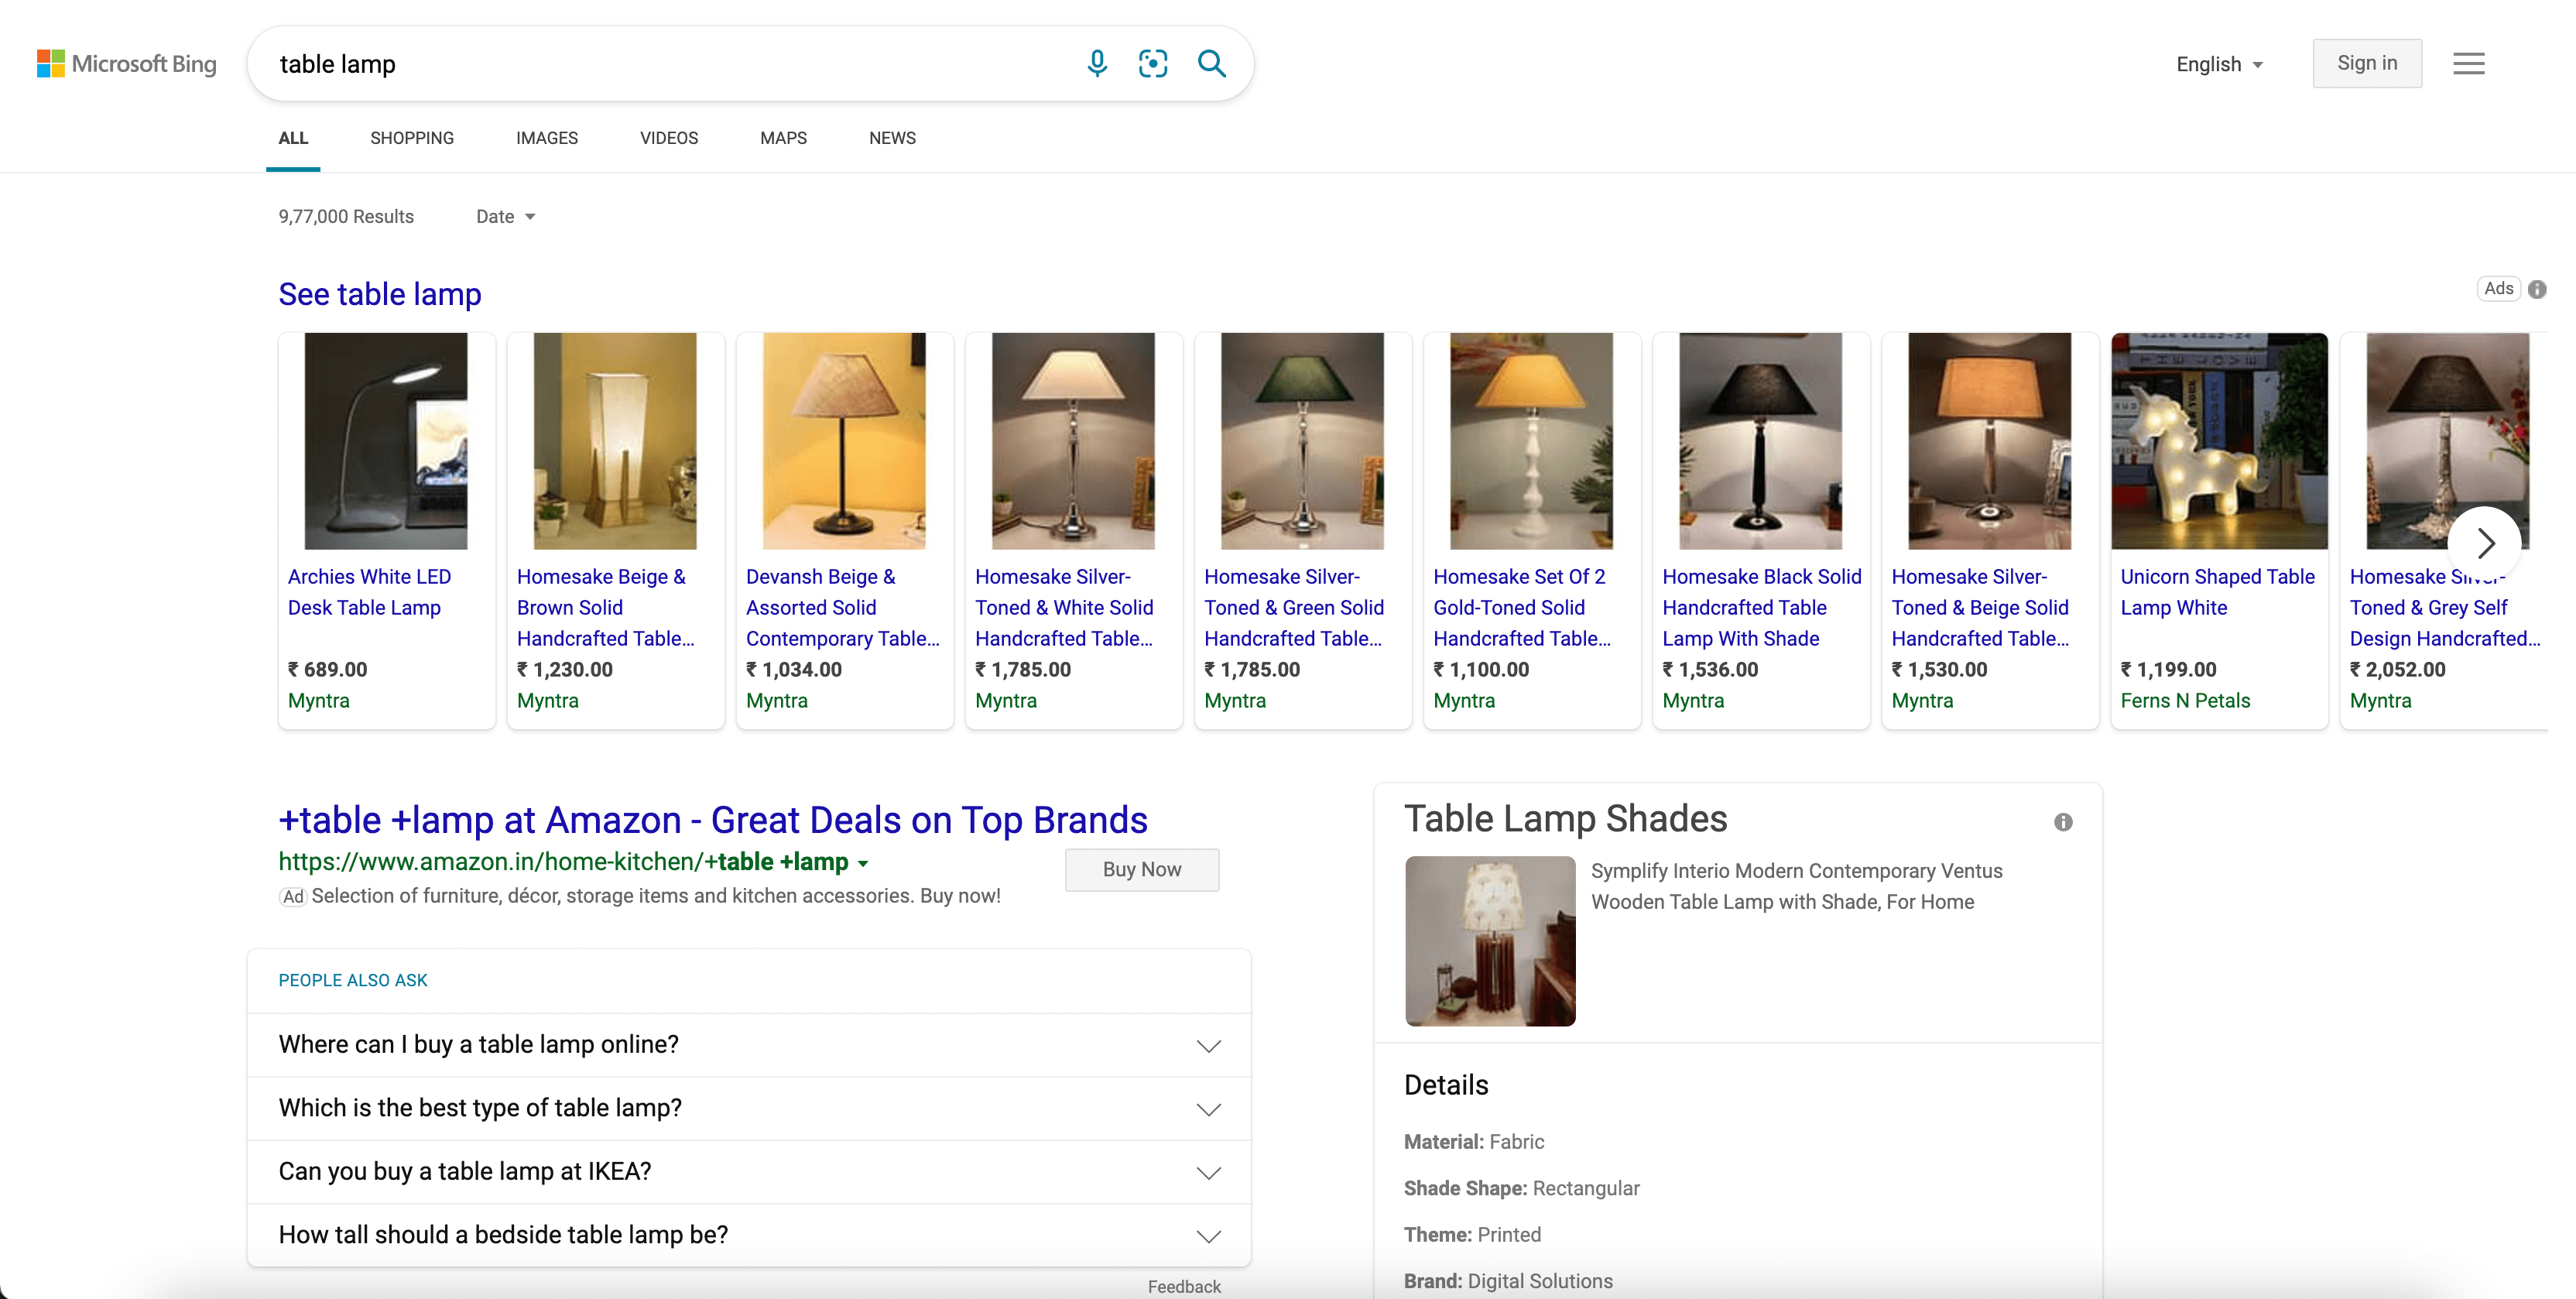 Microsoft Bing
table lamp
English
Sign in
ALL
SHOPPING
IMAGES
VIDEOS
MAPS
NEWS
9,77,000 Results
Date
See table lamp
Ads
Archies White LED
Desk Table Lamp
₹ 689.00
Myntra
Homesake Beige &
Brown Solid
Handcrafted Table...
₹ 1,230.00
Myntra
Devansh Beige &
Assorted Solid
Contemporary Table...
₹ 1,034.00
Myntra
Homesake Silver-
Toned & White Solid
Handcrafted Table...
₹ 1,785.00
Myntra
Homesake Silver-
Toned & Green Solid
Handcrafted Table...
₹ 1,785.00
Myntra
Homesake Set Of 2
Gold-Toned Solid
Handcrafted Table...
₹ 1,100.00
Myntra
Homesake Black Solid
Handcrafted Table
Lamp With Shade
₹ 1,536.00
Myntra
Homesake Silver-
Toned & Beige Solid
Handcrafted Table...
₹ 1,530.00
Myntra
Unicorn Shaped Table
Lamp White
₹ 1,199.00
Ferns N Petals
Homesake Silver-
Toned & Grey Self
Design Handcrafted...
₹ 2,052.00
Myntra
+table +lamp at Amazon - Great Deals on Top Brands
https://www.amazon.in/home-kitchen/+table +lamp
Ad Selection of furniture, décor, storage items and kitchen accessories. Buy now!
Buy Now
PEOPLE ALSO ASK
Where can I buy a table lamp online?
Which is the best type of table lamp?
Can you buy a table lamp at IKEA?
How tall should a bedside table lamp be?
Feedback
Table Lamp Shades
Symplify Interio Modern Contemporary Ventus
Wooden Table Lamp with Shade, For Home
Details
Material: Fabric
Shade Shape: Rectangular
Theme: Printed
Brand: Digital Solutions